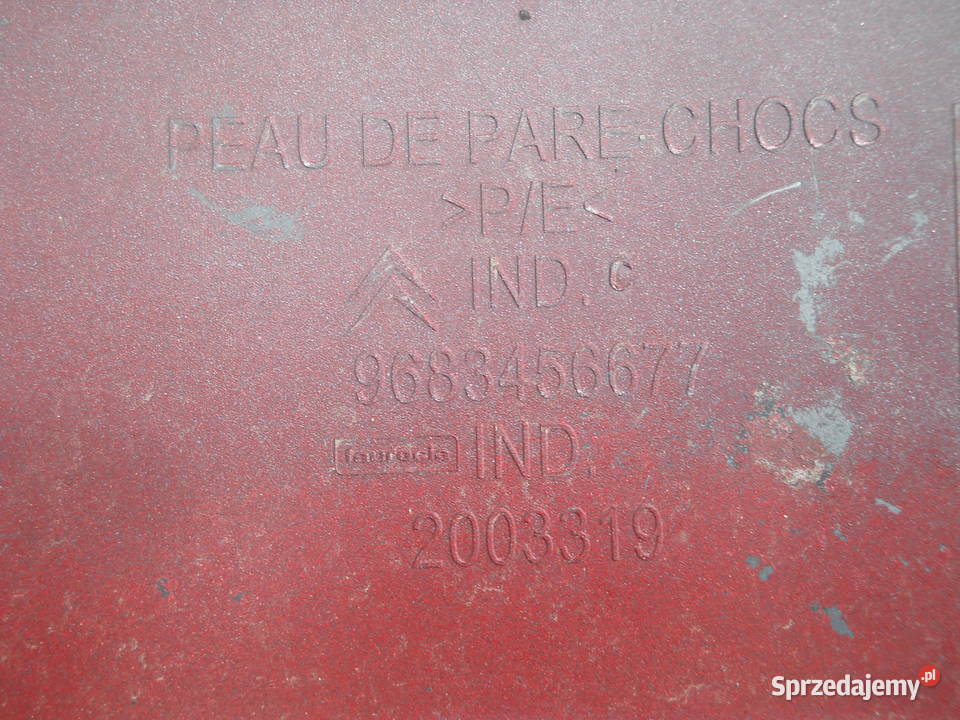 PEAU DE PARE-CHOCS
>P/E<
IND. C
9683456677
faurecia IND.
2003319
Sprzedajemy.pl